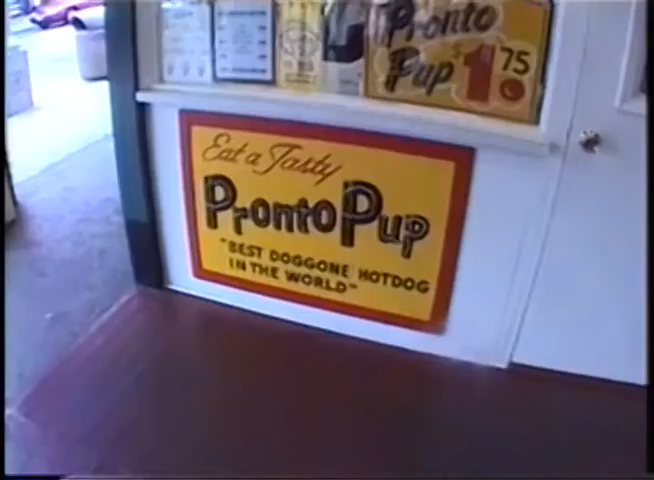 Pronto
Pup $1.75
Eat a Tasty
Pronto Pup
"BEST DOGGONE HOTDOG
IN THE WORLD"